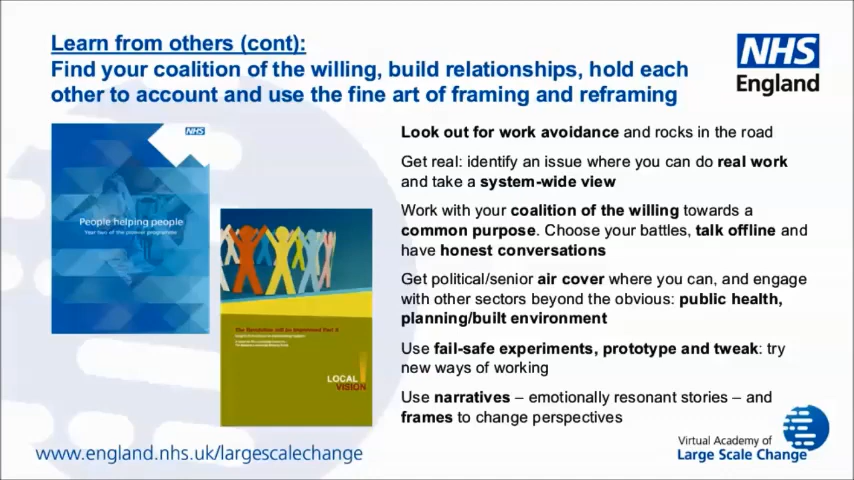 Learn from others (cont):
Find your coalition of the willing, build relationships, hold each
other to account and use the fine art of framing and reframing
NHS
England
NHS
People helping people
Year two of the pioneer programme
The Revolution will be Improvised Part II
LOCAL
VISION
Look out for work avoidance and rocks in the road
Get real: identify an issue where you can do real work
and take a system-wide view
Work with your coalition of the willing towards a
common purpose. Choose your battles, talk offline and
have honest conversations
Get political/senior air cover where you can, and engage
with other sectors beyond the obvious: public health,
planning/built environment
Use fail-safe experiments, prototype and tweak: try
new ways of working
Use narratives – emotionally resonant stories – and
frames to change perspectives
www.england.nhs.uk/largescalechange
Virtual Academy of
Large Scale Change